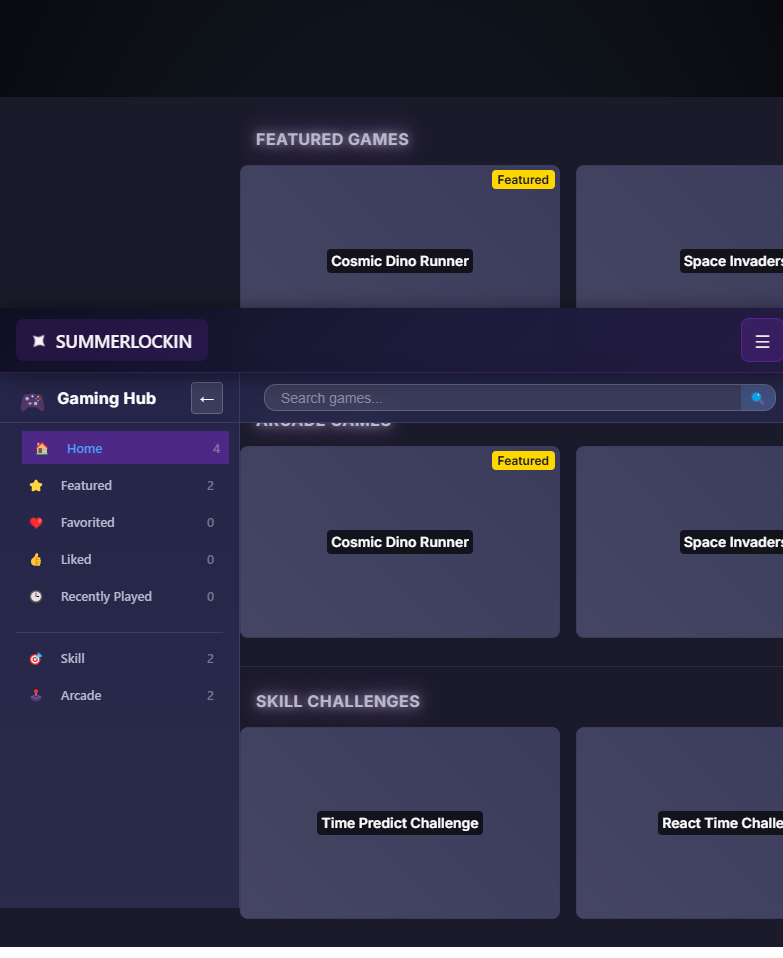 FEATURED GAMES
Featured
Cosmic Dino Runner
Space Invaders
SUMMERLOCKIN
☰
Gaming Hub
←
Search games...
ARCADE GAMES
Home 4
Featured 2
Favorited 0
Liked 0
Recently Played 0
Skill 2
Arcade 2
Featured
Cosmic Dino Runner
Space Invaders
SKILL CHALLENGES
Time Predict Challenge
React Time Challe